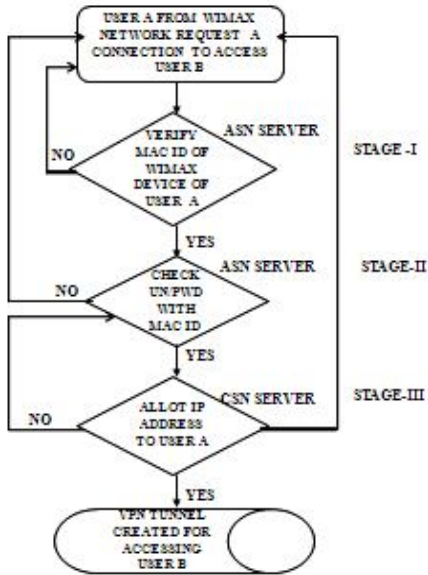 USER A FROM WIMAX
NETWORK REQUEST A
CONNECTION TO ACCESS
USER B
ASN SERVER
VERIFY
MAC ID OF
WIMAX
DEVICE OF
USER A
NO
STAGE -I
YES
ASN SERVER
STAGE-II
CHECK
UN/PWD
WITH
MAC ID
NO
YES
CSN SERVER
STAGE-III
ALLOT IP
ADDRESS
TO USER A
NO
YES
VPN TUNNEL
CREATED FOR
ACCESSING
USER B